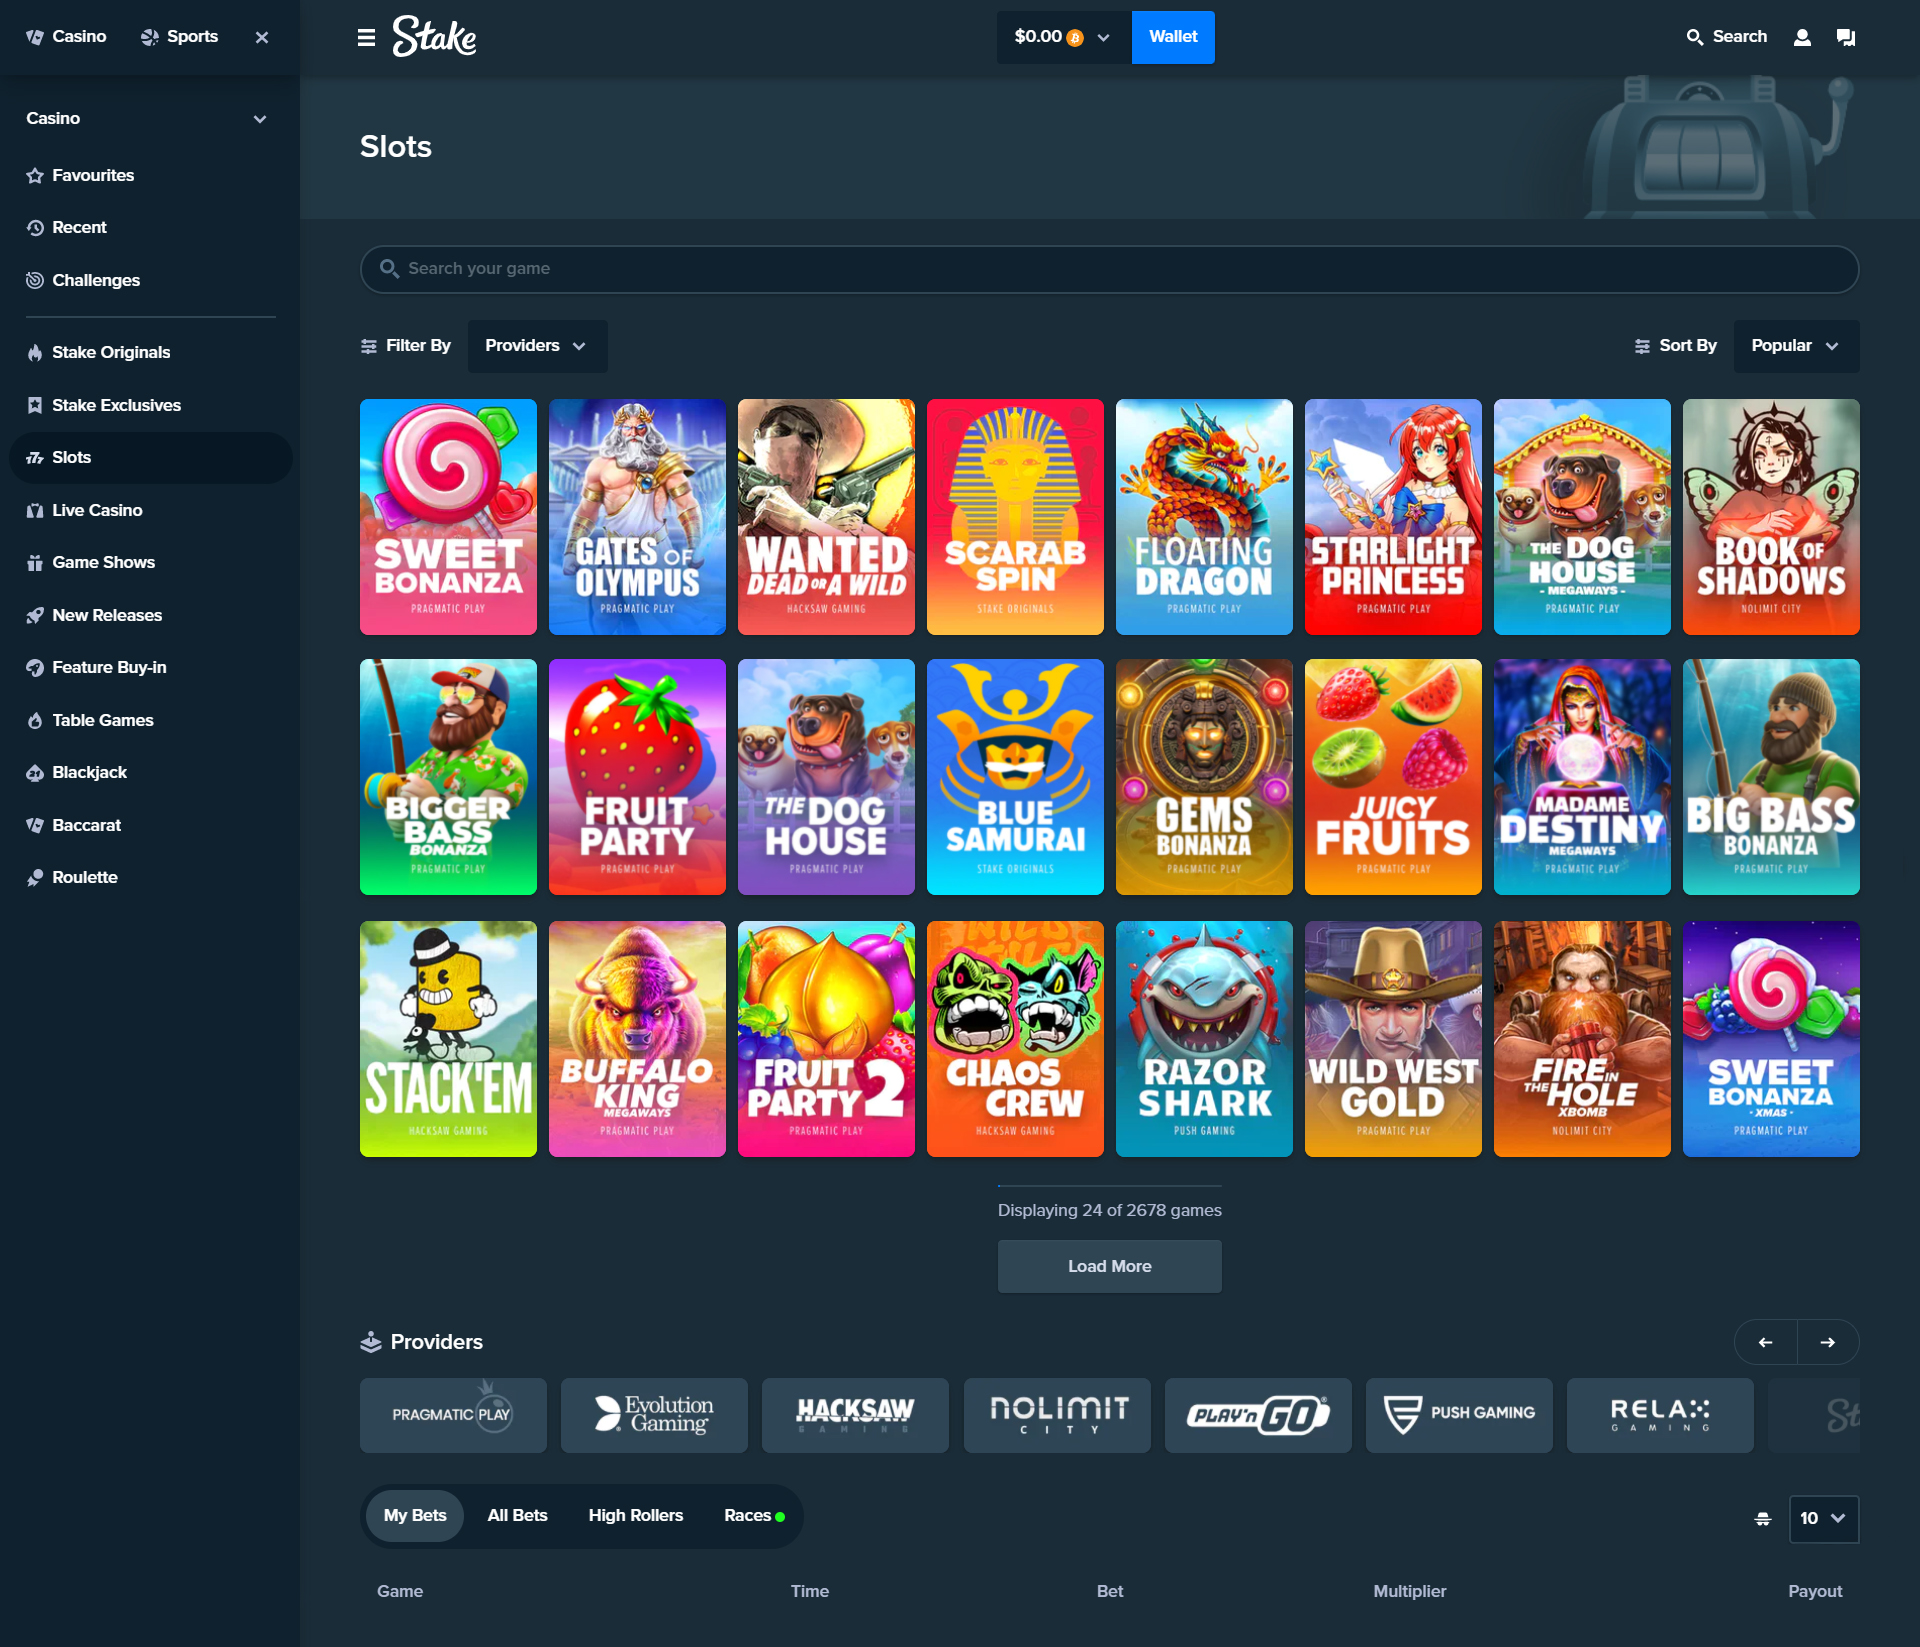 Casino
Sports
Stake
$0.00
Wallet
Search
Casino
Favourites
Recent
Challenges
Stake Originals
Stake Exclusives
Slots
Live Casino
Game Shows
New Releases
Feature Buy-in
Table Games
Blackjack
Baccarat
Roulette
Slots
Search your game
Filter By
Providers
Sort By
Popular
SWEET
BONANZA
PRAGMATIC PLAY
GATES OF
OLYMPUS
PRAGMATIC PLAY
WANTED
DEAD OR A WILD
HACKSAW GAMING
SCARAB
SPIN
STAKE ORIGINALS
FLOATING
DRAGON
PRAGMATIC PLAY
STARLIGHT
PRINCESS
PRAGMATIC PLAY
THE DOG
HOUSE
- MEGAWAYS -
PRAGMATIC PLAY
BOOK OF
SHADOWS
NOLIMIT CITY
BIGGER
BASS
BONANZA
PRAGMATIC PLAY
FRUIT
PARTY
PRAGMATIC PLAY
THE DOG
HOUSE
PRAGMATIC PLAY
BLUE
SAMURAI
STAKE ORIGINALS
GEMS
BONANZA
PRAGMATIC PLAY
JUICY
FRUITS
PRAGMATIC PLAY
MADAME
DESTINY
MEGAWAYS
PRAGMATIC PLAY
BIG BASS
BONANZA
PRAGMATIC PLAY
STACK'EM
HACKSAW GAMING
BUFFALO
KING
MEGAWAYS
PRAGMATIC PLAY
FRUIT
PARTY 2
PRAGMATIC PLAY
CHAOS
CREW
HACKSAW GAMING
RAZOR
SHARK
PUSH GAMING
WILD WEST
GOLD
PRAGMATIC PLAY
FIRE IN
THE HOLE
XBOMB
NOLIMIT CITY
SWEET
BONANZA
- XMAS -
PRAGMATIC PLAY
Displaying 24 of 2678 games
Load More
Providers
PRAGMATIC PLAY
Evolution
Gaming
HACKSAW
GAMING
NOLIMIT
CITY
PLAY'n GO
PUSH GAMING
RELAX
GAMING
St
My Bets
All Bets
High Rollers
Races
10
Game
Time
Bet
Multiplier
Payout